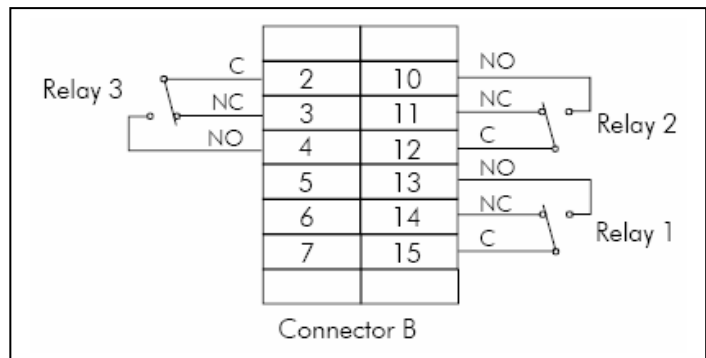 C 2 10 NO
Relay 3 NC 3 11 NC Relay 2
NO 4 12 C
5 13 NO
6 14 NC Relay 1
7 15 C
Connector B